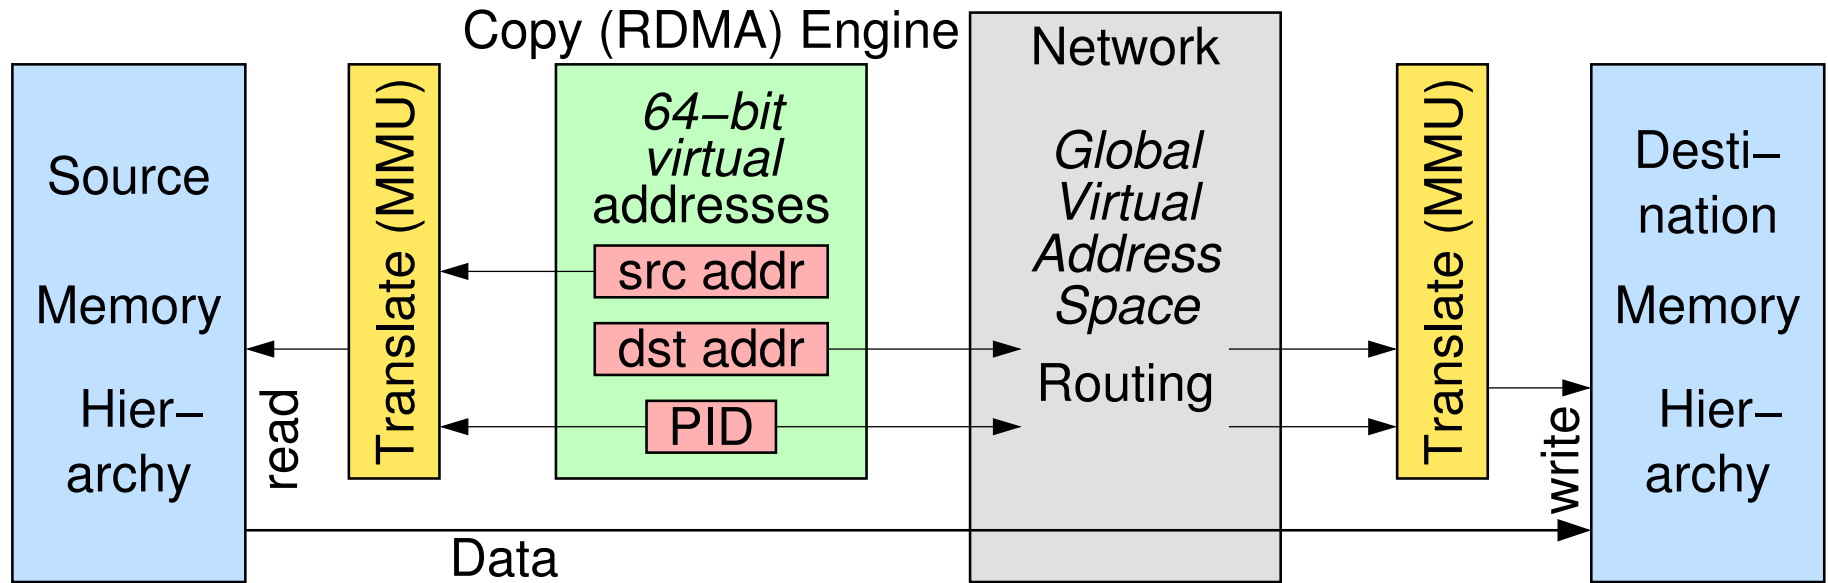 Copy (RDMA) Engine
Source
Memory
Hier–
archy
read
Translate (MMU)
64–bit
virtual
addresses
src addr
dst addr
PID
Network
Global
Virtual
Address
Space
Routing
Translate (MMU)
write
Desti–
nation
Memory
Hier–
archy
Data